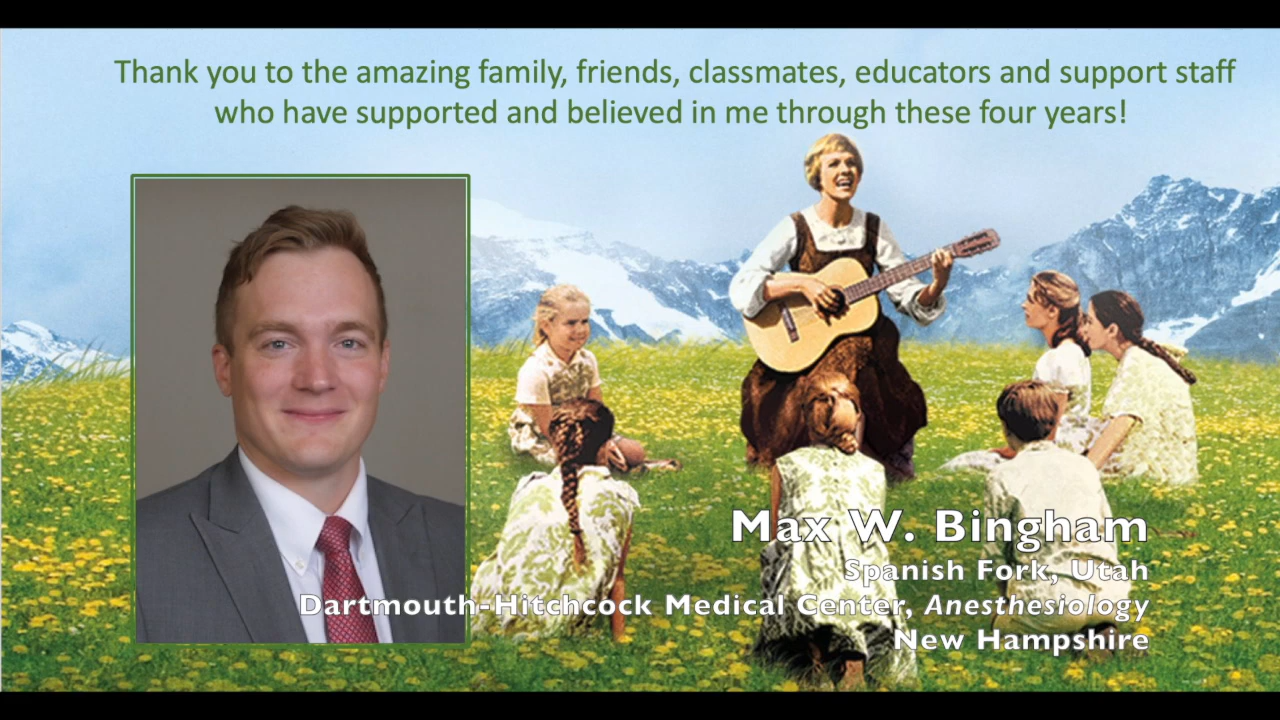 Thank you to the amazing family, friends, classmates, educators and support staff
who have supported and believed in me through these four years!
Max W. Bingham
Spanish Fork, Utah
Dartmouth-Hitchcock Medical Center, Anesthesiology
New Hampshire